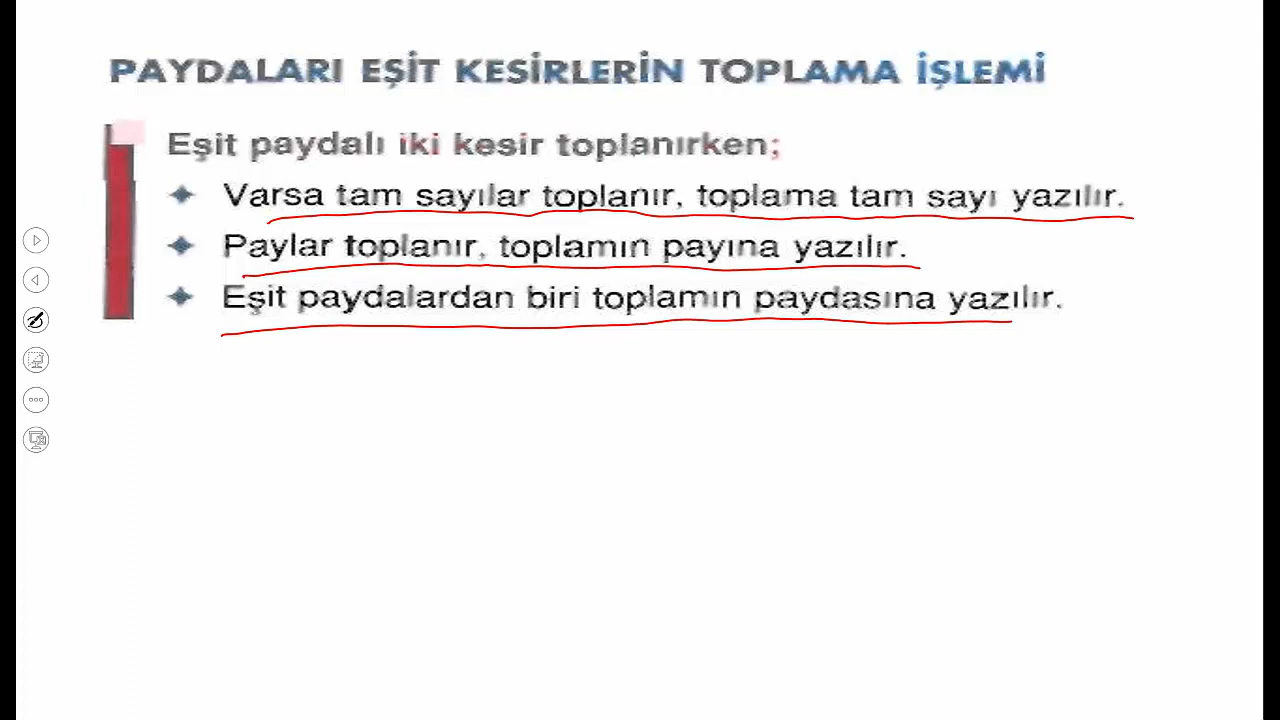 PAYDALARI EŞİT KESİRLERİN TOPLAMA İŞLEMİ
Eşit paydalı iki kesir toplanırken;
Varsa tam sayılar toplanır, toplama tam sayı yazılır.
Paylar toplanır, toplamın payına yazılır.
Eşit paydalardan biri toplamın paydasına yazılır.